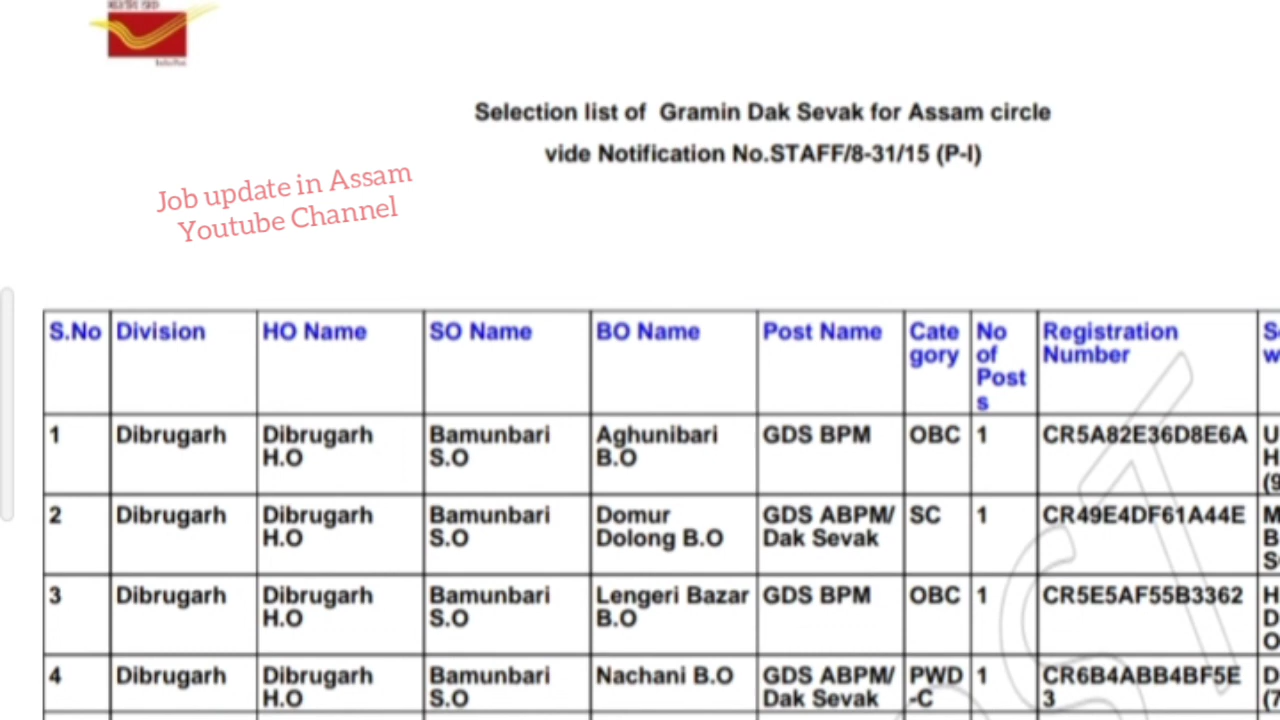 Selection list of Gramin Dak Sevak for Assam circle
vide Notification No.STAFF/8-31/15 (P-I)
Job update in Assam
Youtube Channel
S.No Division HO Name SO Name BO Name Post Name Cate No Registration
gory of Number
Post
s
1 Dibrugarh Dibrugarh Bamunbari Aghunibari GDS BPM OBC 1 CR5A82E36D8E6A
H.O S.O B.O
2 Dibrugarh Dibrugarh Bamunbari Domur GDS ABPM/ SC 1 CR49E4DF61A44E
H.O S.O Dolong B.O Dak Sevak
3 Dibrugarh Dibrugarh Bamunbari Lengeri Bazar GDS BPM OBC 1 CR5E5AF55B3362
H.O S.O B.O
4 Dibrugarh Dibrugarh Bamunbari Nachani B.O GDS ABPM/ PWD 1 CR6B4ABB4BF5E
H.O S.O Dak Sevak -C 3